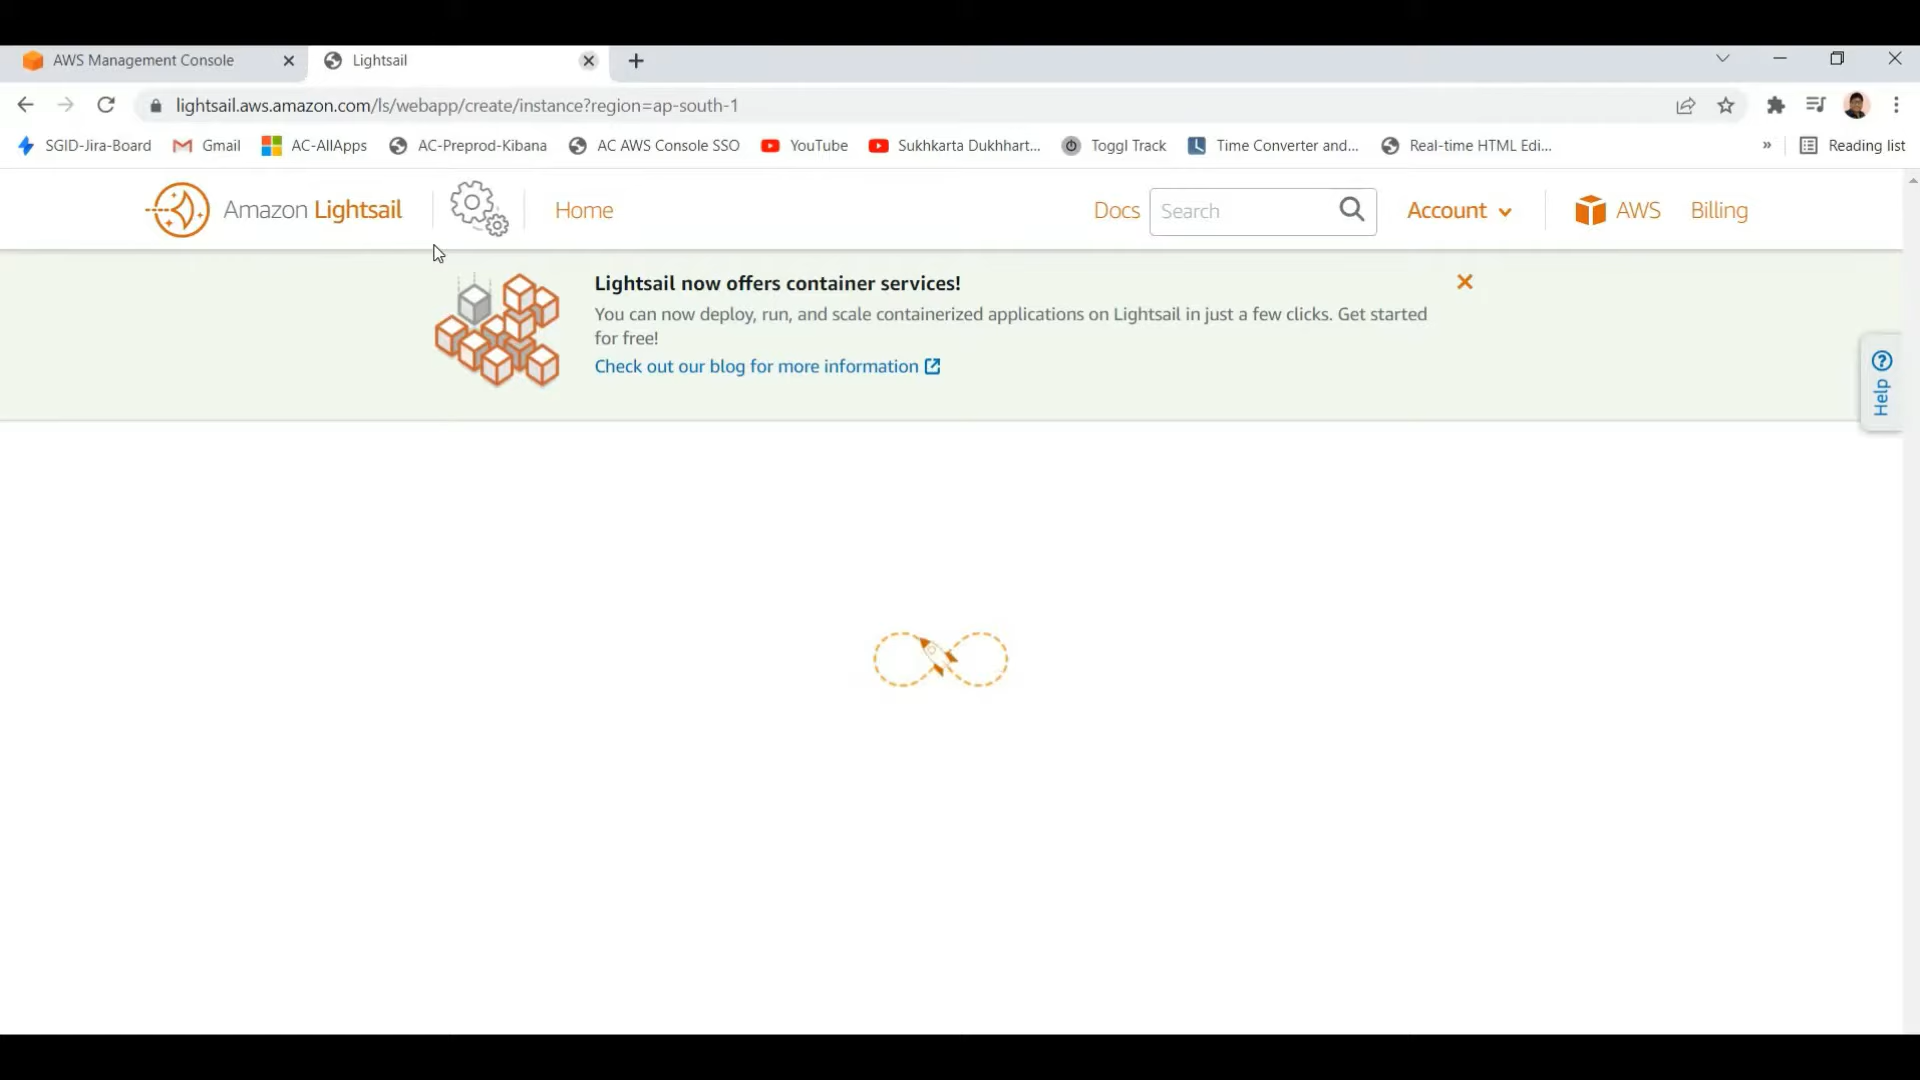 AWS Management Console
Lightsail
lightsail.aws.amazon.com/ls/webapp/create/instance?region=ap-south-1
SGID-Jira-Board
Gmail
AC-AllApps
AC-Preprod-Kibana
AC AWS Console SSO
YouTube
Sukhkarta Dukhhart...
Toggl Track
Time Converter and...
Real-time HTML Edi...
»
Reading list
Amazon Lightsail
Home
Docs
Search
Account
AWS
Billing
Lightsail now offers container services!
You can now deploy, run, and scale containerized applications on Lightsail in just a few clicks. Get started
for free!
Check out our blog for more information
Help